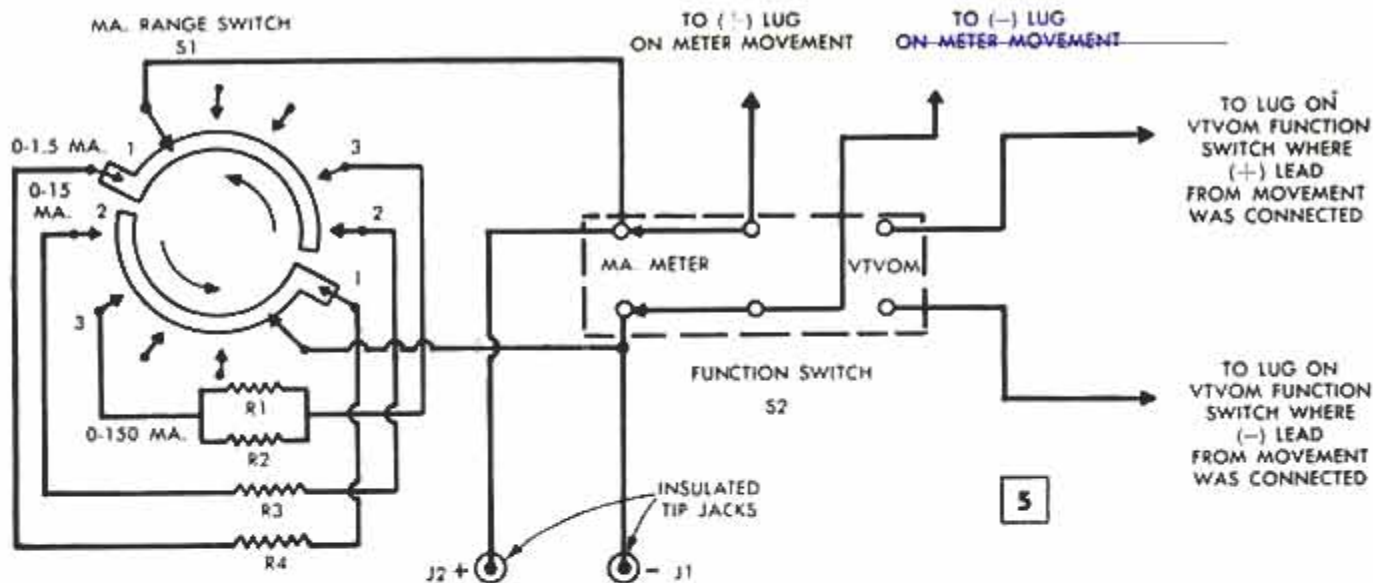 MA. RANGE SWITCH
S1
TO (+) LUG
ON METER MOVEMENT
TO (−) LUG
ON METER MOVEMENT
TO LUG ON
VTVOM FUNCTION
SWITCH WHERE
(+) LEAD
FROM MOVEMENT
WAS CONNECTED
0-1.5 MA.
1
3
0-15
MA.
2
2
MA. METER
VTVOM
1
3
FUNCTION SWITCH
S2
TO LUG ON
VTVOM FUNCTION
SWITCH WHERE
(−) LEAD
FROM MOVEMENT
WAS CONNECTED
R1
0-150 MA.
R2
R3
R4
INSULATED
TIP JACKS
5
J2 +
− J1